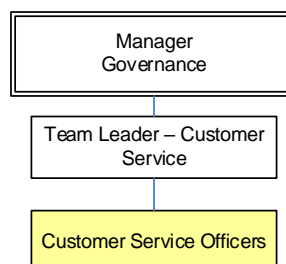 Manager
Governance
Team Leader – Customer
Service
Customer Service Officers